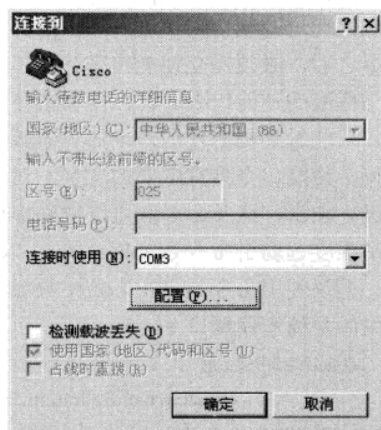 连接到
Cisco
输入待拨电话的详细信息:
国家(地区)(C): 中华人民共和国 (86)
输入不带长途前缀的区号。
区号(E): 025
电话号码(P):
连接时使用(N): COM3
配置(F)...
检测载波丢失(D)
使用国家(地区)代码和区号(U)
占线时重拨(R)
确定 取消